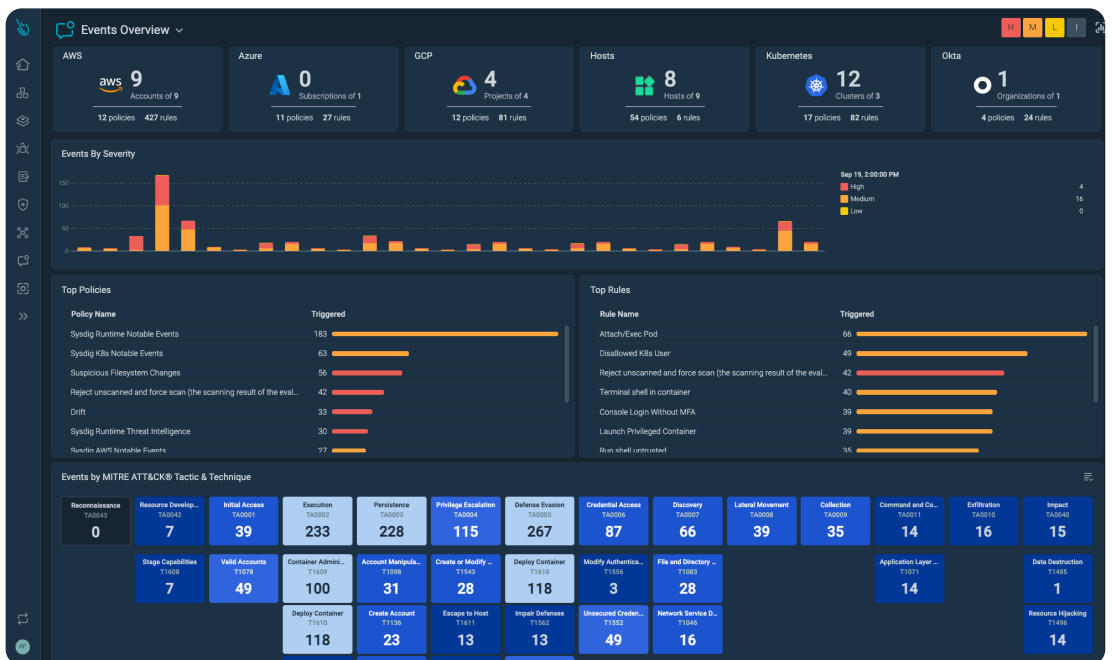 Events Overview
H M L I
AWS
aws 9
Accounts of 9
12 policies 427 rules
Azure
0
Subscriptions of 1
11 policies 27 rules
GCP
4
Projects of 4
12 policies 81 rules
Hosts
8
Hosts of 9
54 policies 6 rules
Kubernetes
12
Clusters of 3
17 policies 82 rules
Okta
1
Organizations of 1
4 policies 24 rules
Events By Severity
150
100
50
0
Sep 19, 2:00:00 PM
High 4
Medium 16
Low 0
Top Policies
Policy Name Triggered
Sysdig Runtime Notable Events 183
Sysdig K8s Notable Events 63
Suspicious Filesystem Changes 56
Reject unscanned and force scan (the scanning result of the eval... 42
Drift 33
Sysdig Runtime Threat Intelligence 30
Sysdig AWS Notable Events 27
Top Rules
Rule Name Triggered
Attach/Exec Pod 66
Disallowed K8s User 49
Reject unscanned and force scan (the scanning result of the eval... 42
Terminal shell in container 40
Console Login Without MFA 39
Launch Privileged Container 39
Run shell untrusted 35
Events by MITRE ATT&CK® Tactic & Technique
Reconnaissance
TA0043
0
Resource Develop...
TA0042
7
Initial Access
TA0001
39
Execution
TA0002
233
Persistence
TA0003
228
Privilege Escalation
TA0004
115
Defense Evasion
TA0005
267
Credential Access
TA0006
87
Discovery
TA0007
66
Lateral Movement
TA0008
39
Collection
TA0009
35
Command and Co...
TA0011
14
Exfiltration
TA0010
16
Impact
TA0040
15
Stage Capabilities
T1608
7
Valid Accounts
T1078
49
Container Admini...
T1609
100
Account Manipula...
T1098
31
Create or Modify ...
T1543
28
Deploy Container
T1610
118
Modify Authentica...
T1556
3
File and Directory ...
T1083
28
Application Layer ...
T1071
14
Data Destruction
T1485
1
Deploy Container
T1610
118
Create Account
T1136
23
Escape to Host
T1611
13
Impair Defenses
T1562
13
Unsecured Creden...
T1552
49
Network Service D...
T1046
16
Resource Hijacking
T1496
14
AF